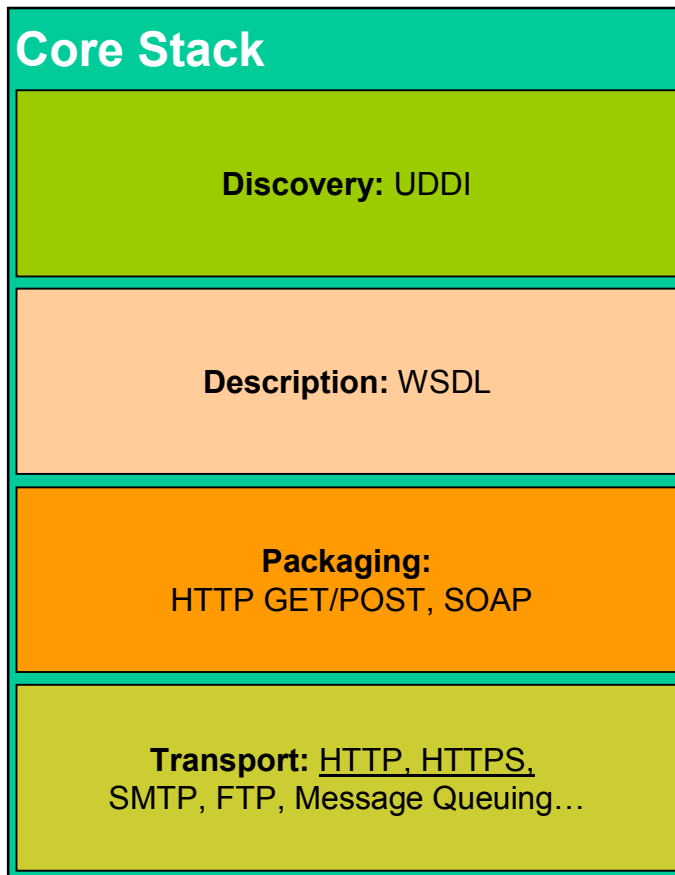 Core Stack
Discovery: UDDI
Description: WSDL
Packaging:
HTTP GET/POST, SOAP
Transport: HTTP, HTTPS,
SMTP, FTP, Message Queuing…